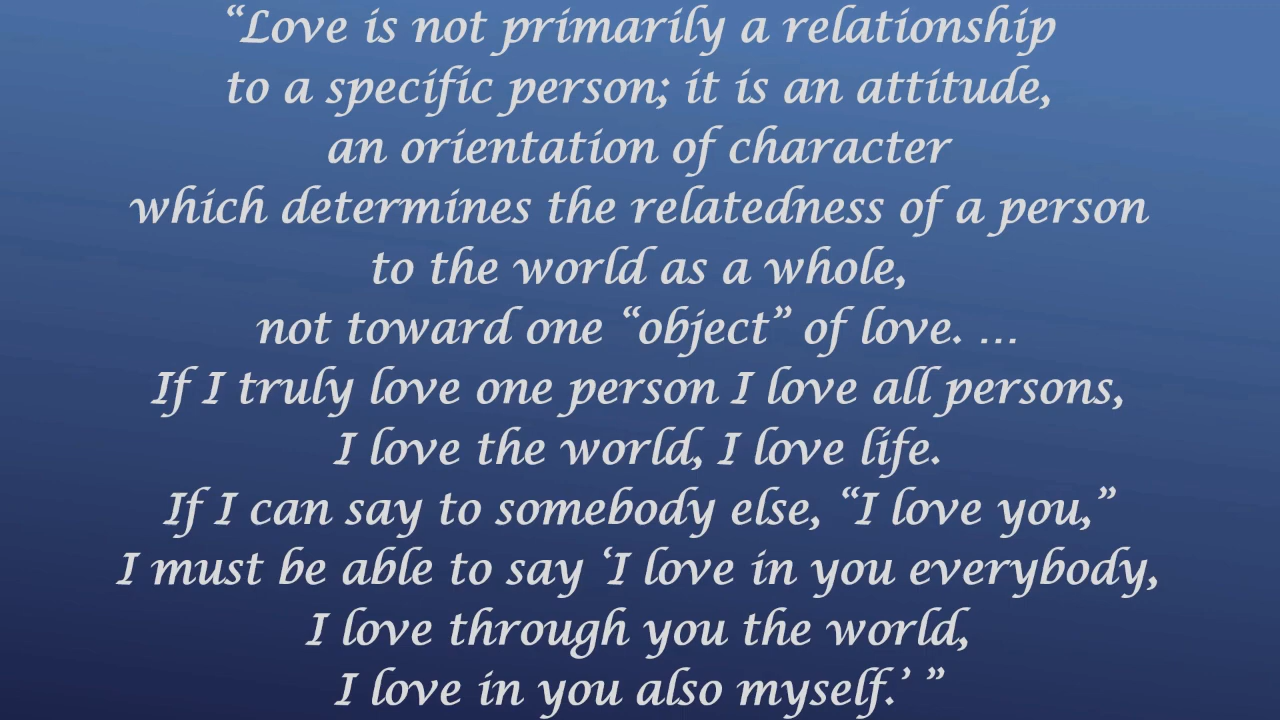 “Love is not primarily a relationship
to a specific person; it is an attitude,
an orientation of character
which determines the relatedness of a person
to the world as a whole,
not toward one “object” of love. ...
If I truly love one person I love all persons,
I love the world, I love life.
If I can say to somebody else, “I love you,”
I must be able to say ‘I love in you everybody,
I love through you the world,
I love in you also myself.’ ”